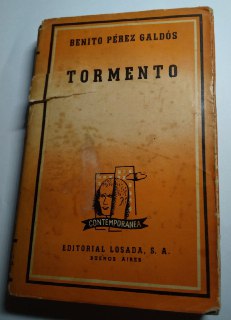 BENITO PÉREZ GALDÓS
TORMENTO
CONTEMPORÁNEA
EDITORIAL LOSADA, S. A.
BUENOS AIRES